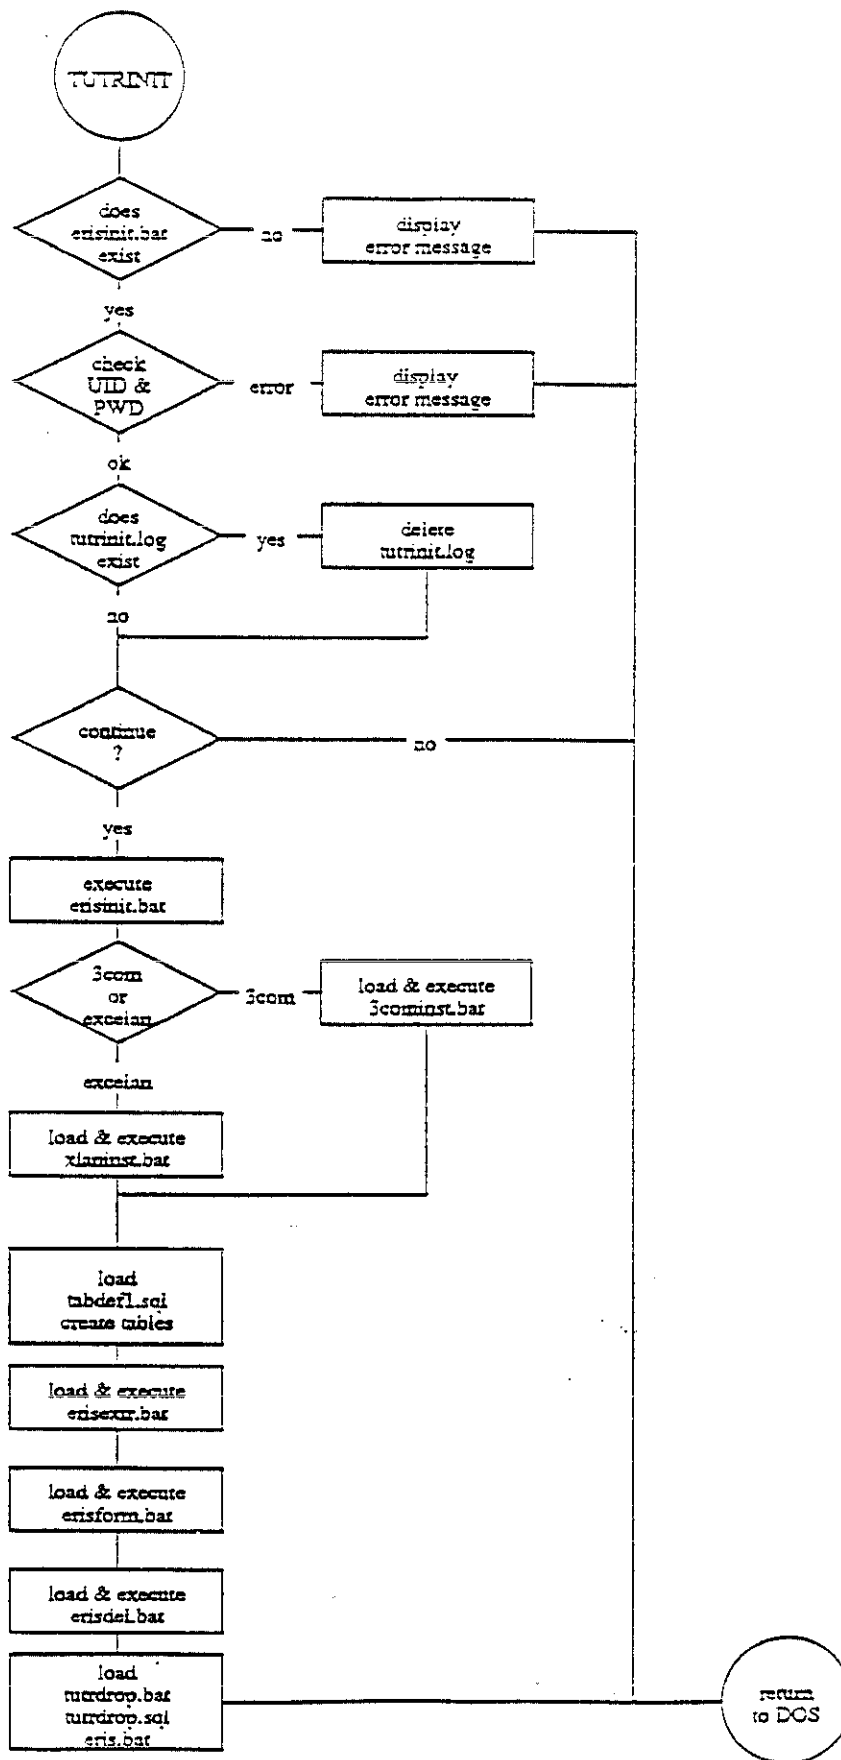 TUTRINIT
does
erisinit.bat
exist
no
display
error message
yes
check
UID &
PWD
error
display
error message
ok
does
tutrinit.log
exist
yes
delete
tutrinit.log
no
continue
?
no
yes
execute
erisinit.bat
3com
or
excelan
3com
load & execute
3cominst.bat
excelan
load & execute
xlaninst.bat
load
tabdef1.sql
create tables
load & execute
erisextr.bat
load & execute
erisform.bat
load & execute
erisdel.bat
load
tutrdrop.bat
tutrdrop.sql
eris.bat
return
to DOS